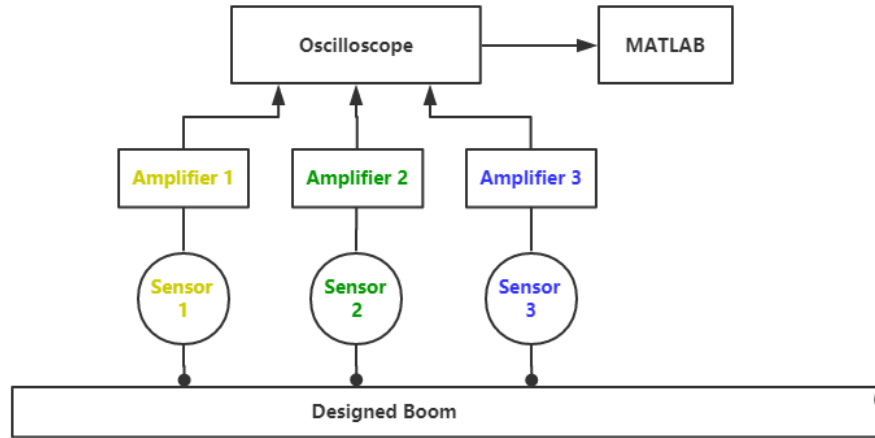 Oscilloscope
MATLAB
Amplifier 1
Amplifier 2
Amplifier 3
Sensor
1
Sensor
2
Sensor
3
Designed Boom